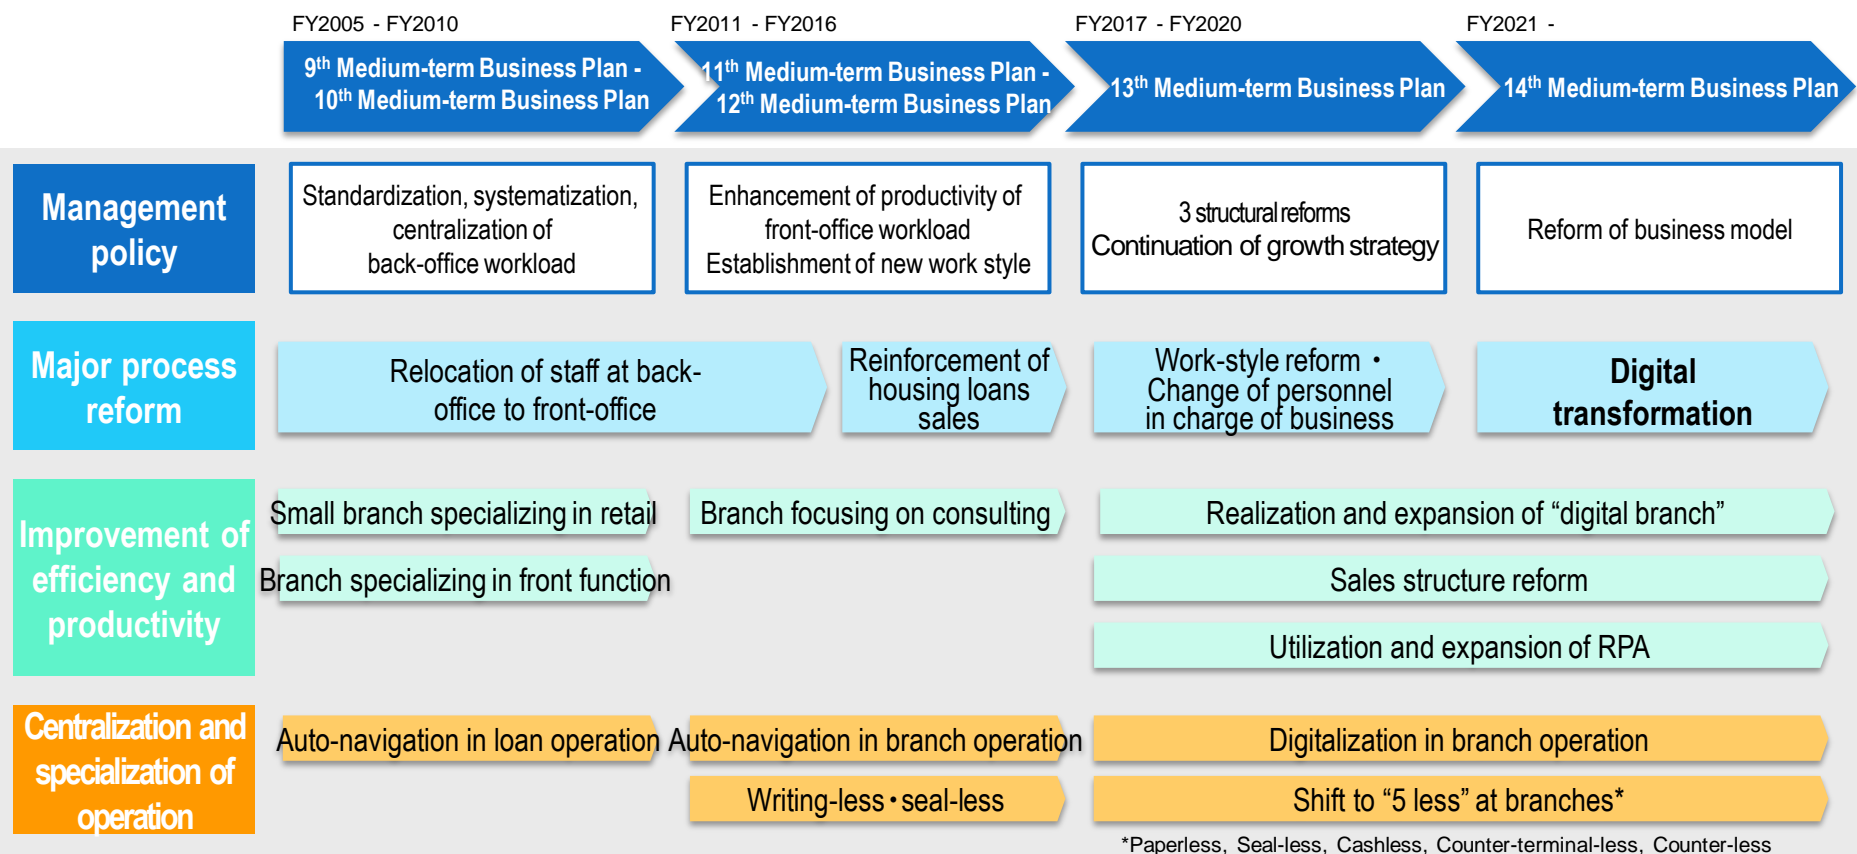 FY2005 - FY2010
FY2011 - FY2016
FY2017 - FY2020
FY2021 -
9th Medium-term Business Plan -
10th Medium-term Business Plan
11th Medium-term Business Plan -
12th Medium-term Business Plan
13th Medium-term Business Plan
14th Medium-term Business Plan
Management
policy
Standardization, systematization,
centralization of
back-office workload
Enhancement of productivity of
front-office workload
Establishment of new work style
3 structural reforms
Continuation of growth strategy
Reform of business model
Major process
reform
Relocation of staff at back-
office to front-office
Reinforcement of
housing loans
sales
Work-style reform・
Change of personnel
in charge of business
Digital
transformation
Improvement of
efficiency and
productivity
Small branch specializing in retail
Branch focusing on consulting
Realization and expansion of “digital branch”
Branch specializing in front function
Sales structure reform
Utilization and expansion of RPA
Centralization and
specialization of
operation
Auto-navigation in loan operation
Auto-navigation in branch operation
Digitalization in branch operation
Writing-less・seal-less
Shift to “5 less” at branches*
*Paperless, Seal-less, Cashless, Counter-terminal-less, Counter-less